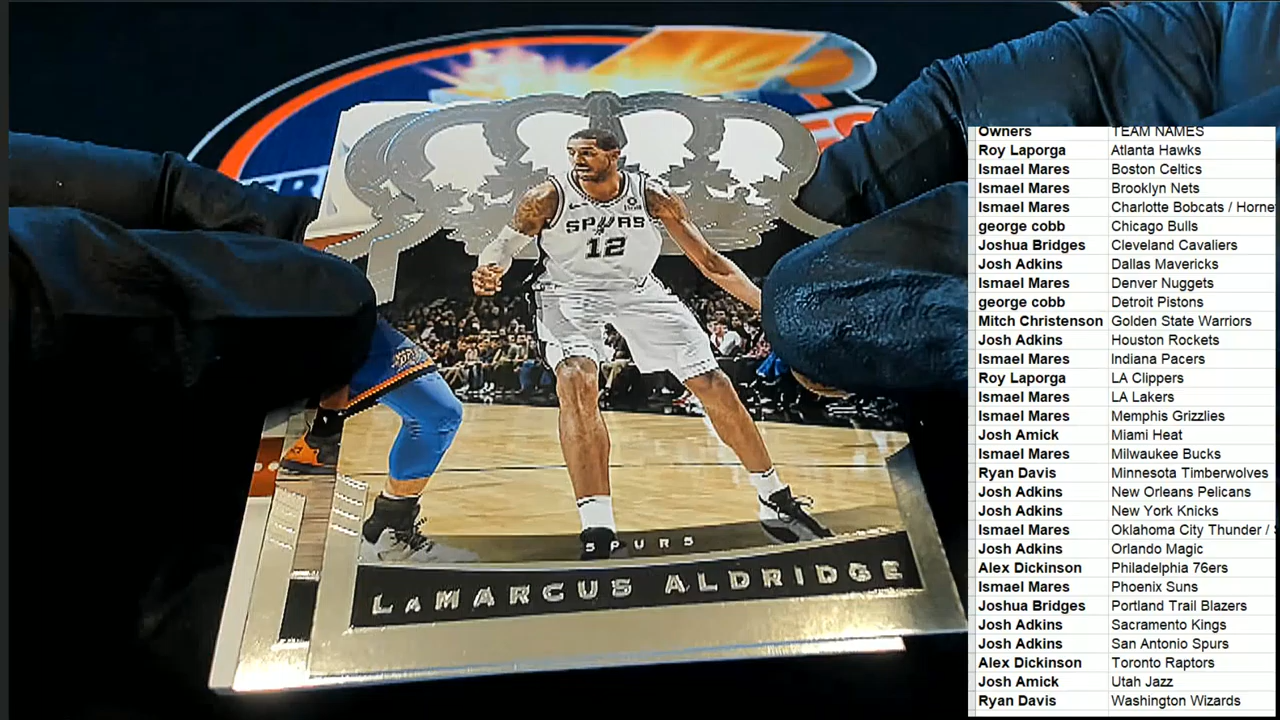 SPURS
12
SPURS
LAMARCUS ALDRIDGE
Owners TEAM NAMES
Roy Laporga Atlanta Hawks
Ismael Mares Boston Celtics
Ismael Mares Brooklyn Nets
Ismael Mares Charlotte Bobcats / Horne
george cobb Chicago Bulls
Joshua Bridges Cleveland Cavaliers
Josh Adkins Dallas Mavericks
Ismael Mares Denver Nuggets
george cobb Detroit Pistons
Mitch Christenson Golden State Warriors
Josh Adkins Houston Rockets
Ismael Mares Indiana Pacers
Roy Laporga LA Clippers
Ismael Mares LA Lakers
Ismael Mares Memphis Grizzlies
Josh Amick Miami Heat
Ismael Mares Milwaukee Bucks
Ryan Davis Minnesota Timberwolves
Josh Adkins New Orleans Pelicans
Josh Adkins New York Knicks
Ismael Mares Oklahoma City Thunder /
Josh Adkins Orlando Magic
Alex Dickinson Philadelphia 76ers
Ismael Mares Phoenix Suns
Joshua Bridges Portland Trail Blazers
Josh Adkins Sacramento Kings
Josh Adkins San Antonio Spurs
Alex Dickinson Toronto Raptors
Josh Amick Utah Jazz
Ryan Davis Washington Wizards